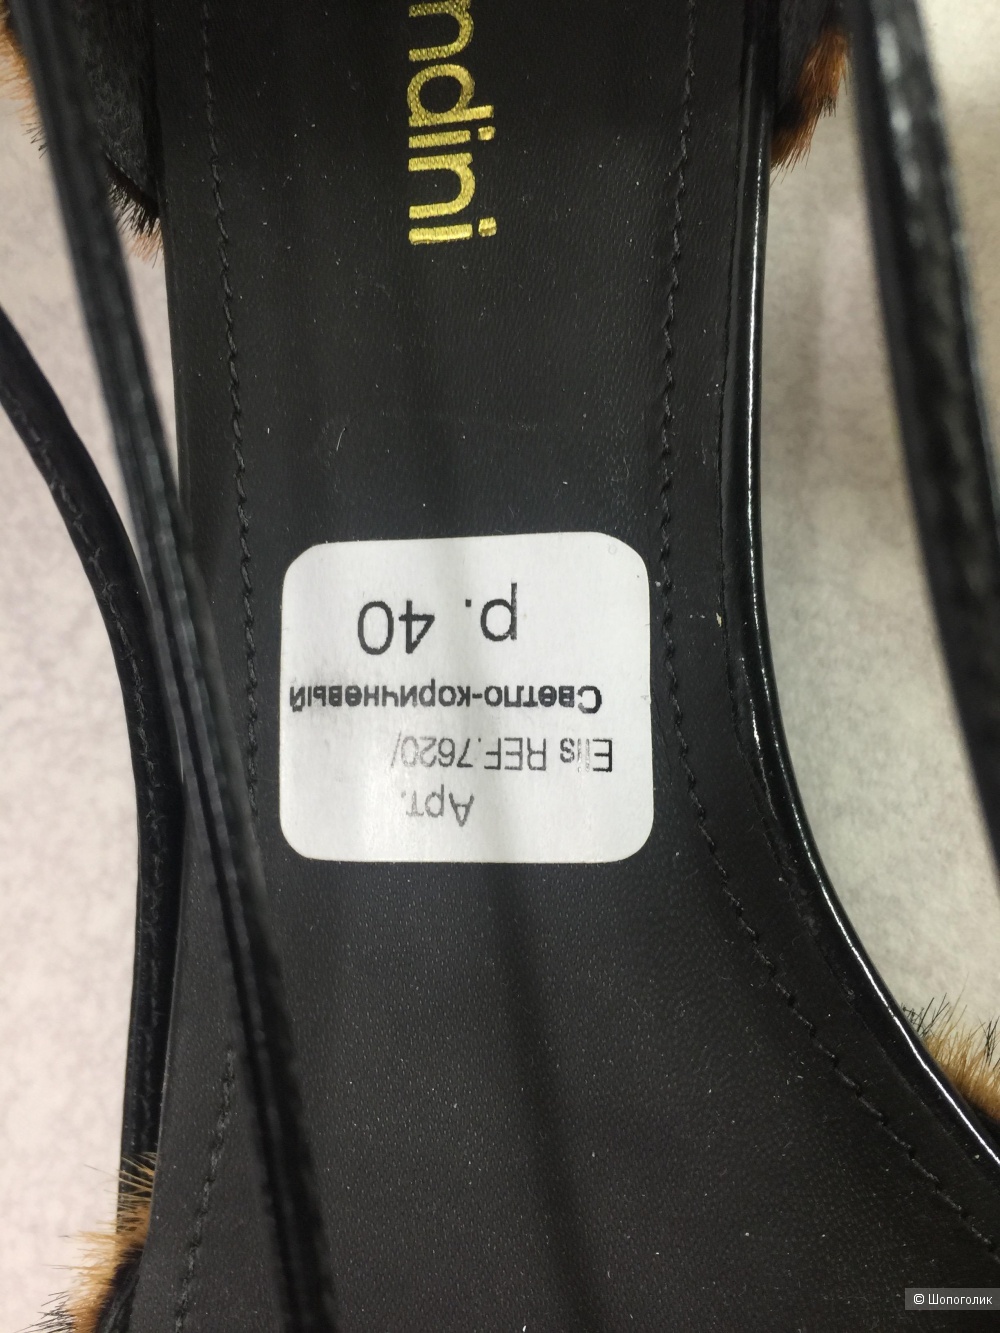 ndini
Арт.
Elis REF.7620/
Светло-коричневый
р. 40
© Шопоголик